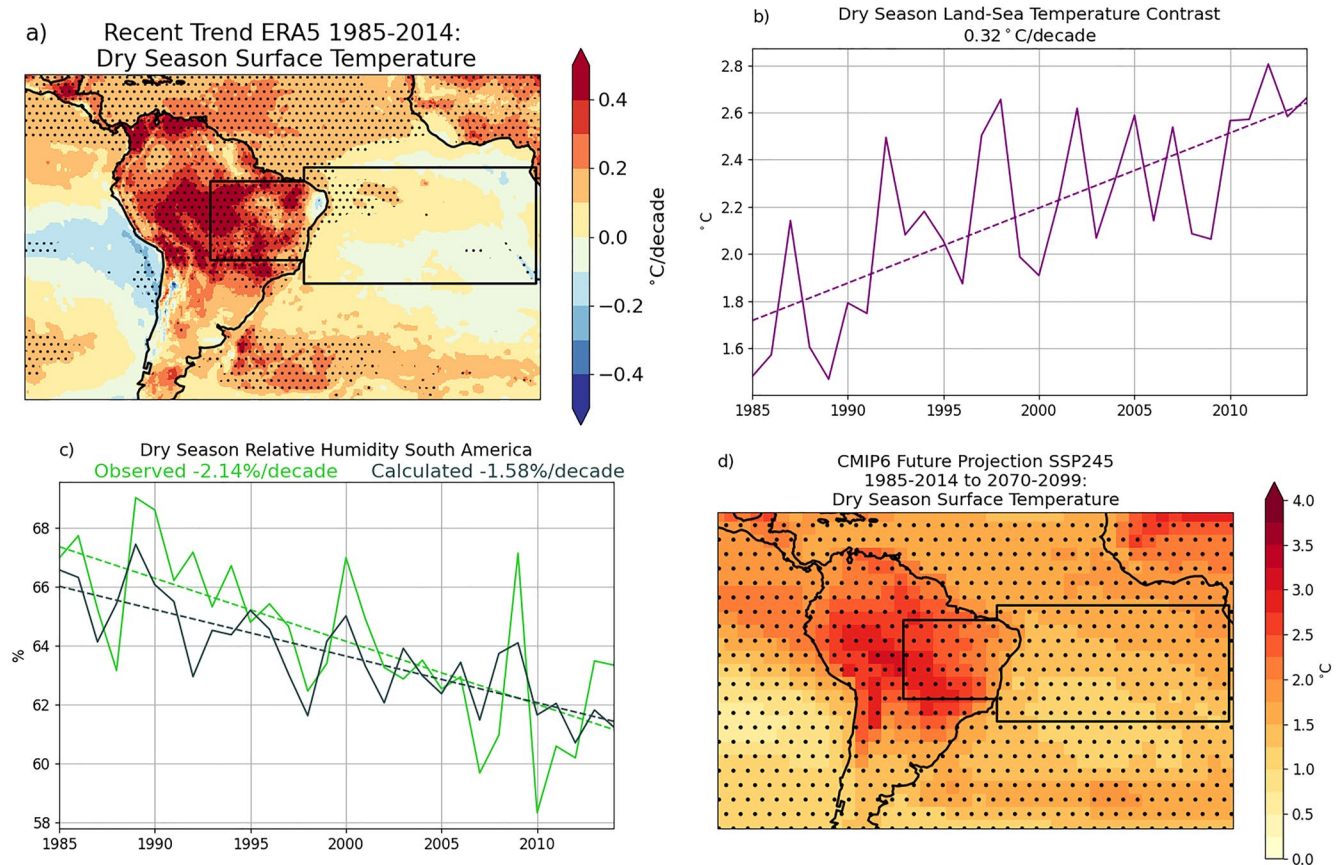 a)
Recent Trend ERA5 1985-2014:
Dry Season Surface Temperature
0.4
0.2
0.0
−0.2
−0.4
°C/decade
b)
Dry Season Land-Sea Temperature Contrast
0.32 °C/decade
2.8
2.6
2.4
2.2
2.0
1.8
1.6
°C
1985 1990 1995 2000 2005 2010
c)
Dry Season Relative Humidity South America
Observed -2.14%/decade Calculated -1.58%/decade
68
66
64
62
60
58
%
1985 1990 1995 2000 2005 2010
d)
CMIP6 Future Projection SSP245
1985-2014 to 2070-2099:
Dry Season Surface Temperature
4.0
3.5
3.0
2.5
2.0
1.5
1.0
0.5
0.0
°C